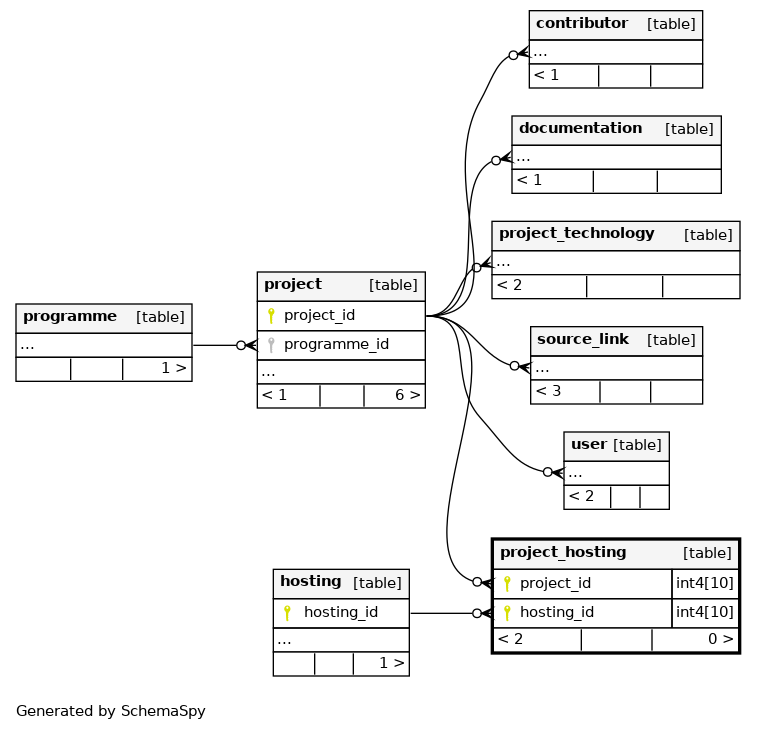 contributor [table]
...
< 1
documentation [table]
...
< 1
project_technology [table]
...
< 2
project [table]
project_id
programme_id
...
< 1 6 >
programme [table]
...
1 >
source_link [table]
...
< 3
user [table]
...
< 2
project_hosting [table]
project_id int4[10]
hosting_id int4[10]
< 2 0 >
hosting [table]
hosting_id
...
1 >
Generated by SchemaSpy